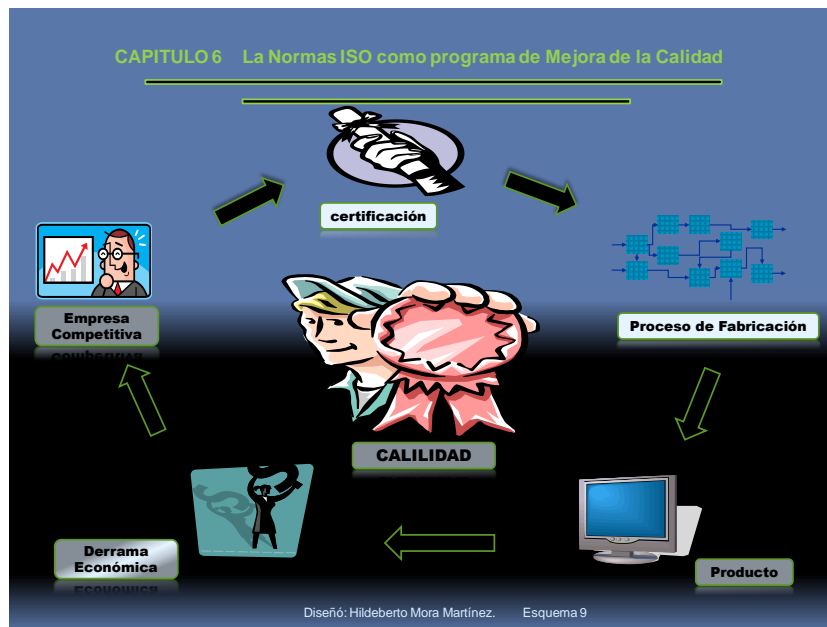 CAPITULO 6 La Normas ISO como programa de Mejora de la Calidad
certificación
Empresa
Competitiva
Proceso de Fabricación
CALILIDAD
Derrama
Económica
Producto
Diseñó: Hildeberto Mora Martínez. Esquema 9